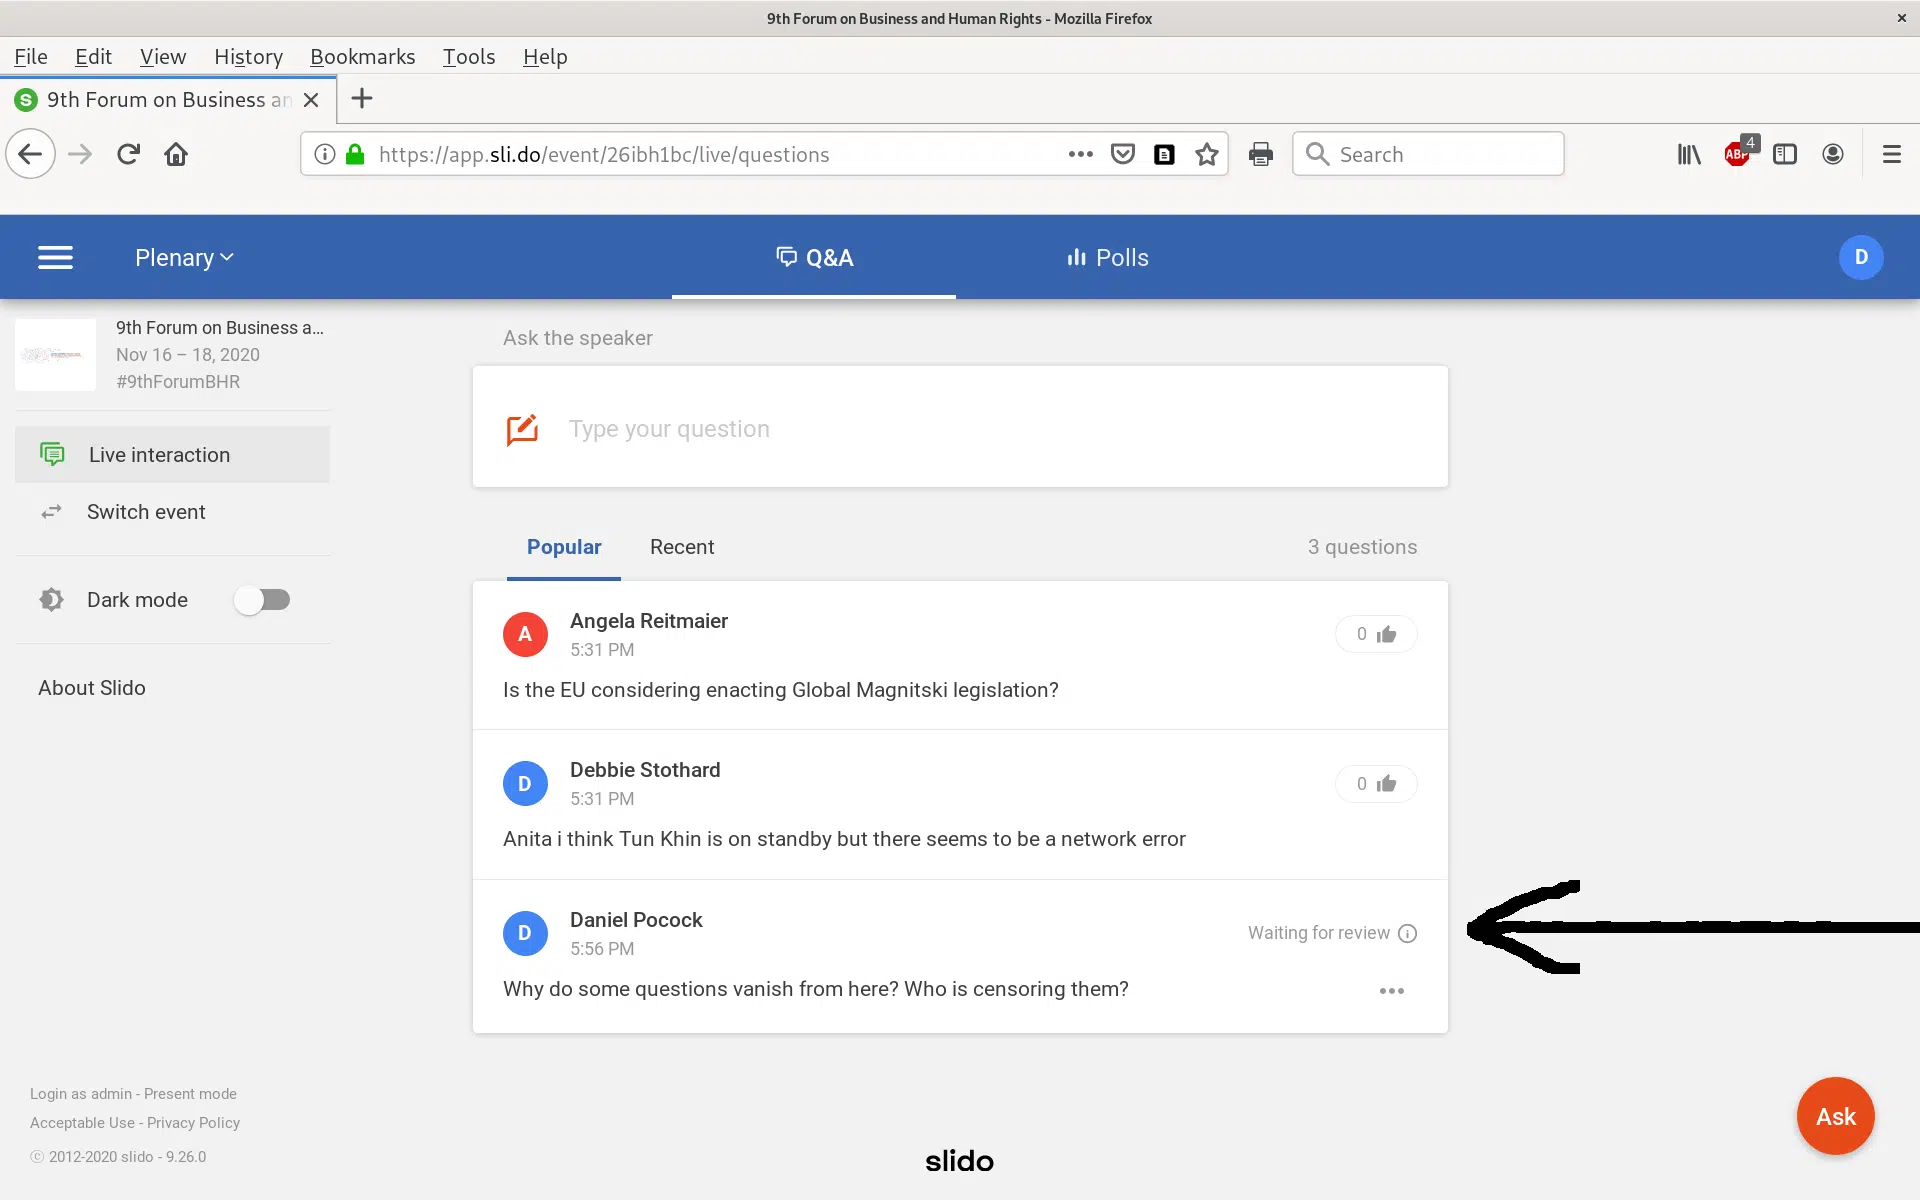 9th Forum on Business and Human Rights - Mozilla Firefox
File Edit View History Bookmarks Tools Help
S 9th Forum on Business an
https://app.sli.do/event/26ibh1bc/live/questions
Search
ABP 4
Plenary
Q&A
Polls
D
9th Forum on Business a...
Nov 16 – 18, 2020
#9thForumBHR
Live interaction
Switch event
Dark mode
About Slido
Ask the speaker
Type your question
Popular Recent 3 questions
A Angela Reitmaier
5:31 PM
0
Is the EU considering enacting Global Magnitski legislation?
D Debbie Stothard
5:31 PM
0
Anita i think Tun Khin is on standby but there seems to be a network error
D Daniel Pocock
5:56 PM
Waiting for review
Why do some questions vanish from here? Who is censoring them?
Login as admin - Present mode
Acceptable Use - Privacy Policy
© 2012-2020 slido - 9.26.0
slido
Ask